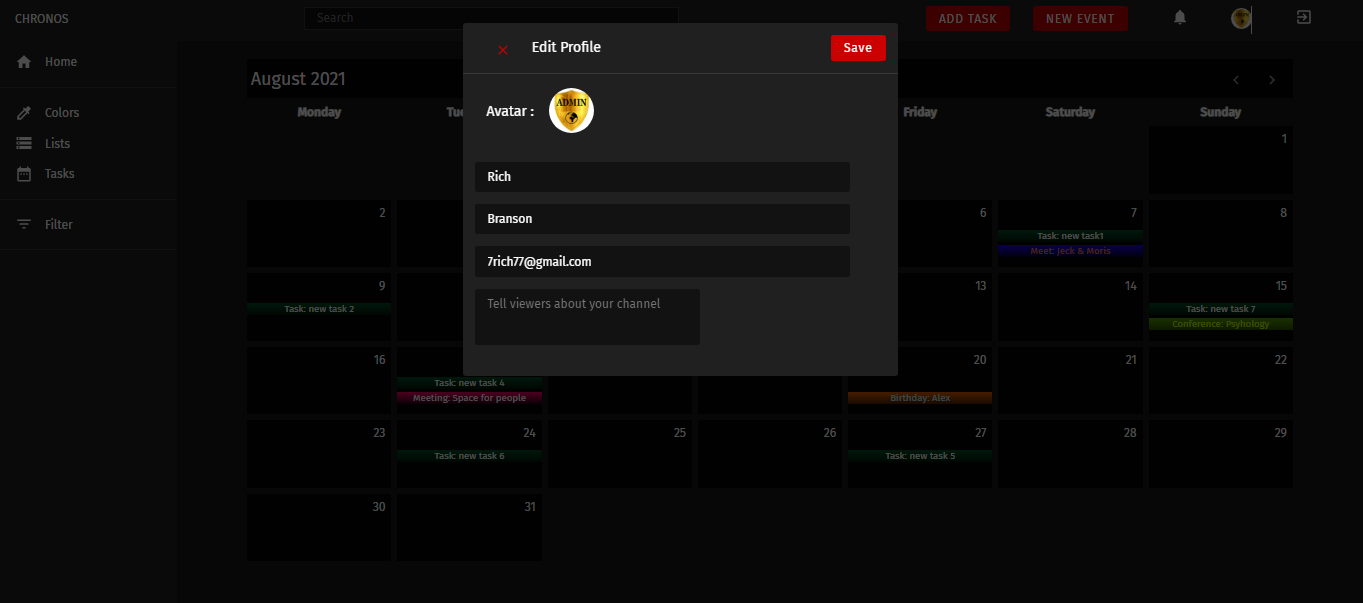 CHRONOS
Search
ADD TASK
NEW EVENT
Home
Colors
Lists
Tasks
Filter
Edit Profile
Save
Avatar :
ADMIN
Rich
Branson
7rich77@gmail.com
Tell viewers about your channel
August 2021
Monday Tue Friday Saturday Sunday
1
2 6 7 8
Task: new task1
Meet: Jeck & Moris
9 13 14 15
Task: new task 2 Task: new task 7
Conference: Psyhology
16 20 21 22
Task: new task 4
Meeting: Space for people Birthday: Alex
23 24 25 26 27 28 29
Task: new task 6 Task: new task 5
30 31